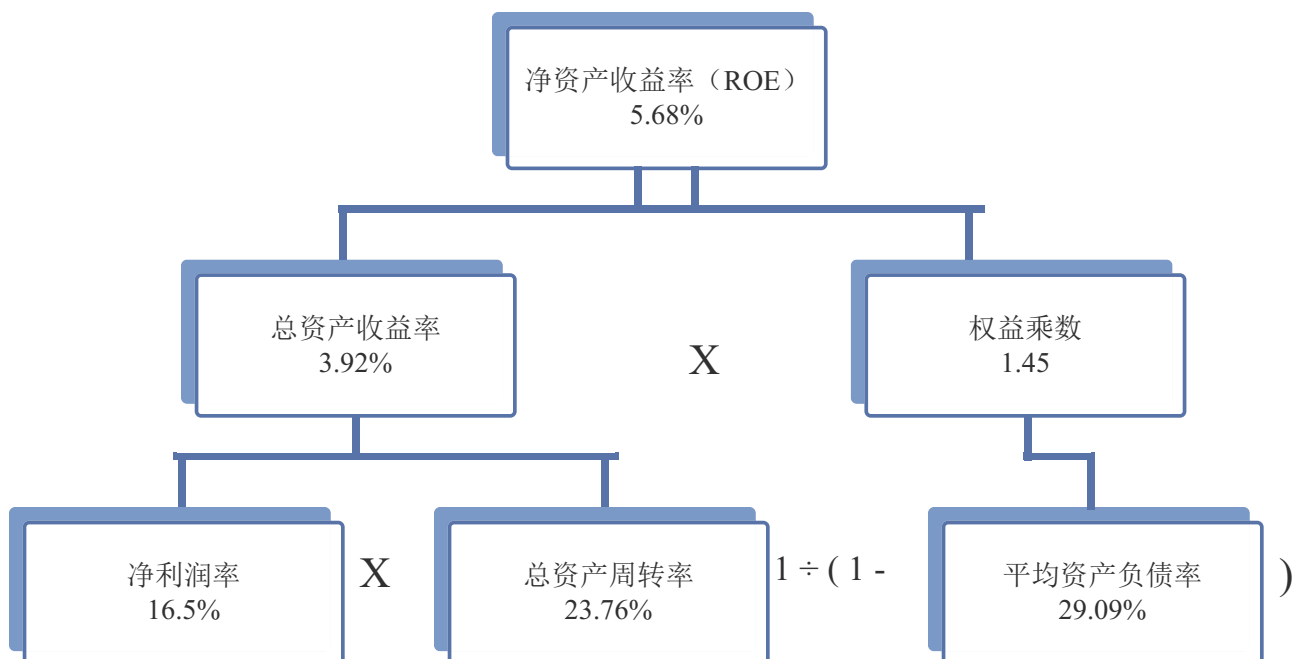 净资产收益率（ROE）
5.68%
总资产收益率
3.92%
X
权益乘数
1.45
净利润率
16.5%
X
总资产周转率
23.76%
1 ÷ ( 1 -
平均资产负债率
29.09%
)